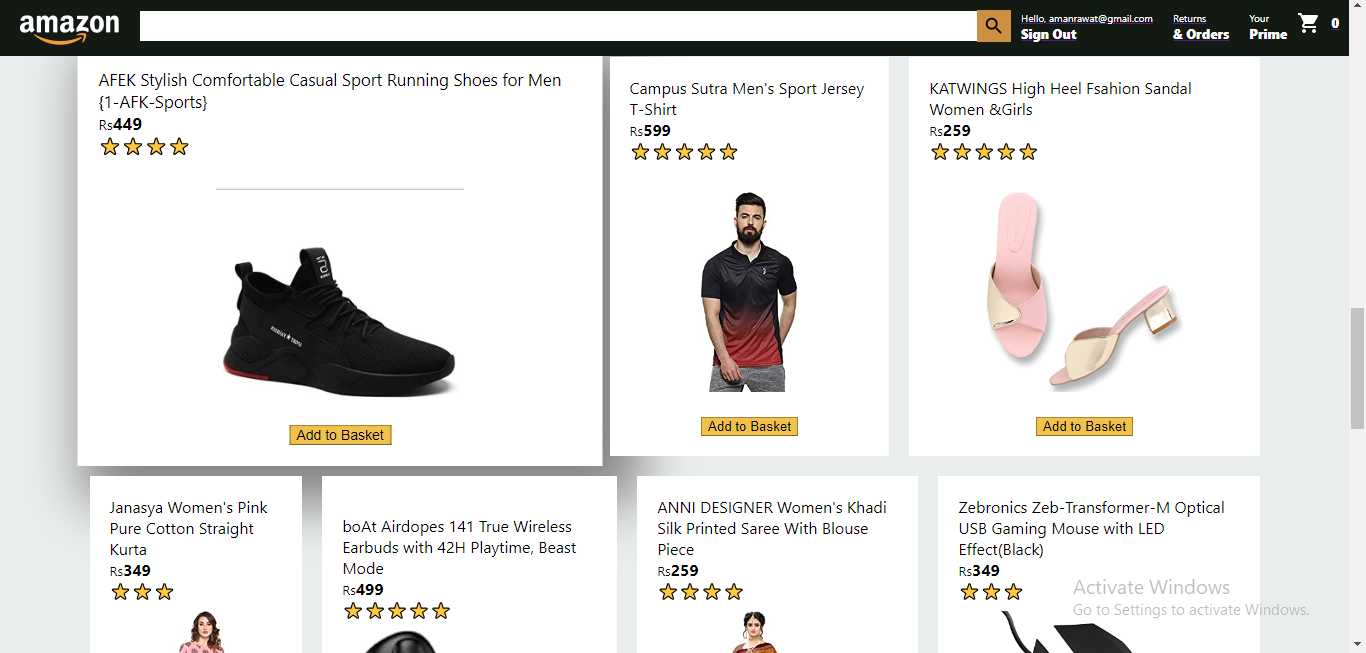 amazon
Hello, amanrawat@gmail.com
Sign Out
Returns
& Orders
Your
Prime
0
AFEK Stylish Comfortable Casual Sport Running Shoes for Men
{1-AFK-Sports}
Rs449
Add to Basket
Campus Sutra Men's Sport Jersey
T-Shirt
Rs599
Add to Basket
KATWINGS High Heel Fsahion Sandal
Women &Girls
Rs259
Add to Basket
Janasya Women's Pink
Pure Cotton Straight
Kurta
Rs349
boAt Airdopes 141 True Wireless
Earbuds with 42H Playtime, Beast
Mode
Rs499
ANNI DESIGNER Women's Khadi
Silk Printed Saree With Blouse
Piece
Rs259
Zebronics Zeb-Transformer-M Optical
USB Gaming Mouse with LED
Effect(Black)
Rs349
Activate Windows
Go to Settings to activate Windows.